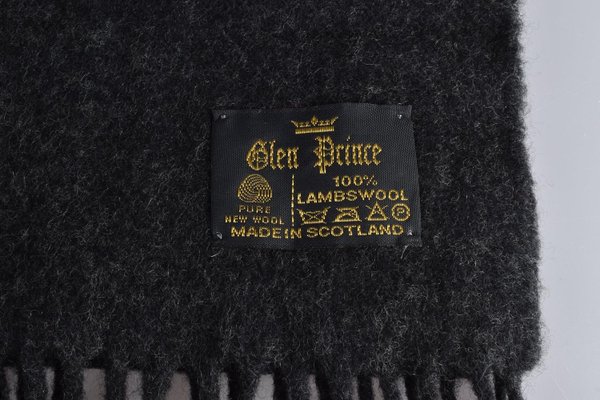 Glen Prince
100%
LAMBSWOOL
PURE
NEW WOOL
P
MADE IN SCOTLAND